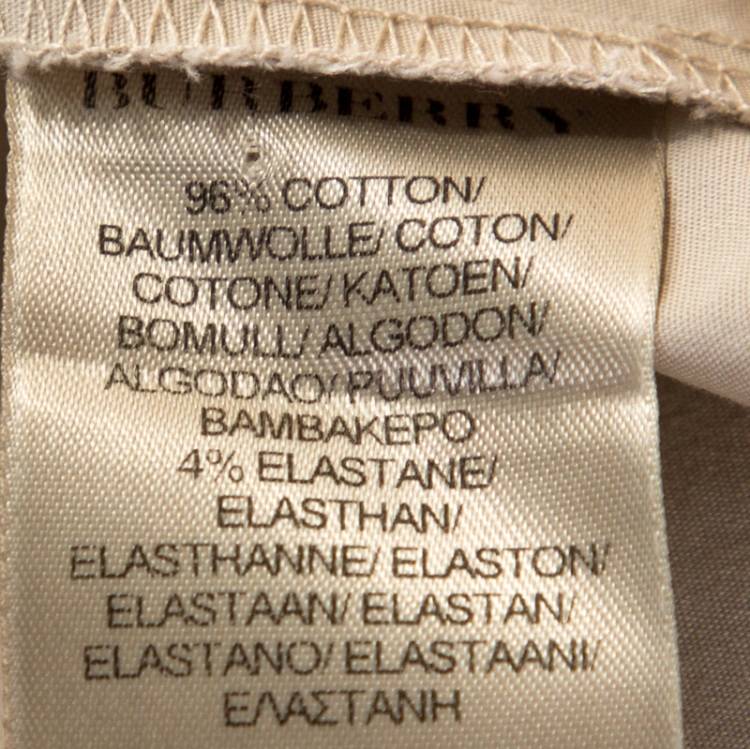 BURBERRY
96% COTTON/
BAUMWOLLE/ COTON/
COTONE/ KATOEN/
BOMULL/ ALGODON/
ALGODAO/ PUUVILLA/
BAMBAKEPO
4% ELASTANE/
ELASTHAN/
ELASTHANNE/ ELASTON/
ELASTAAN/ ELASTAN/
ELASTANO/ ELASTAANI/
ΕΛΑΣΤΑΝΗ